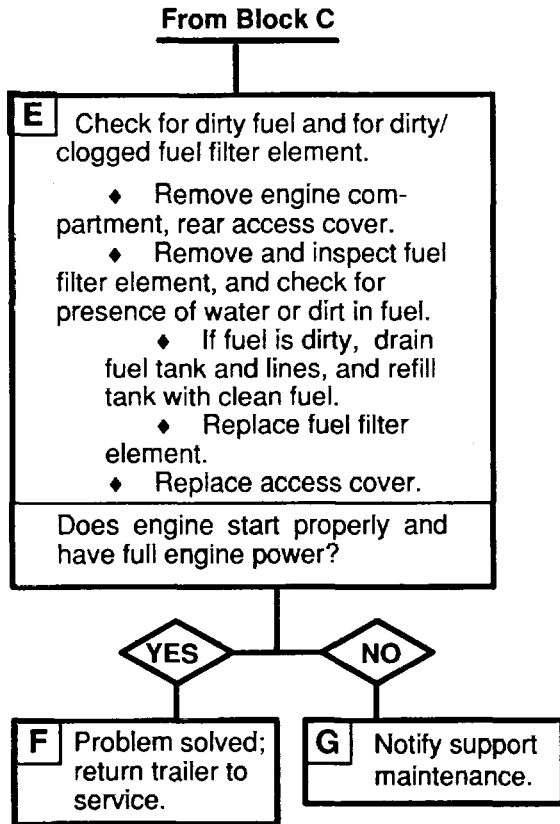 From Block C
E Check for dirty fuel and for dirty/
clogged fuel filter element.
♦ Remove engine com-
partment, rear access cover.
♦ Remove and inspect fuel
filter element, and check for
presence of water or dirt in fuel.
♦ If fuel is dirty, drain
fuel tank and lines, and refill
tank with clean fuel.
♦ Replace fuel filter
element.
♦ Replace access cover.
Does engine start properly and
have full engine power?
YES
NO
F Problem solved;
return trailer to
service.
G Notify support
maintenance.